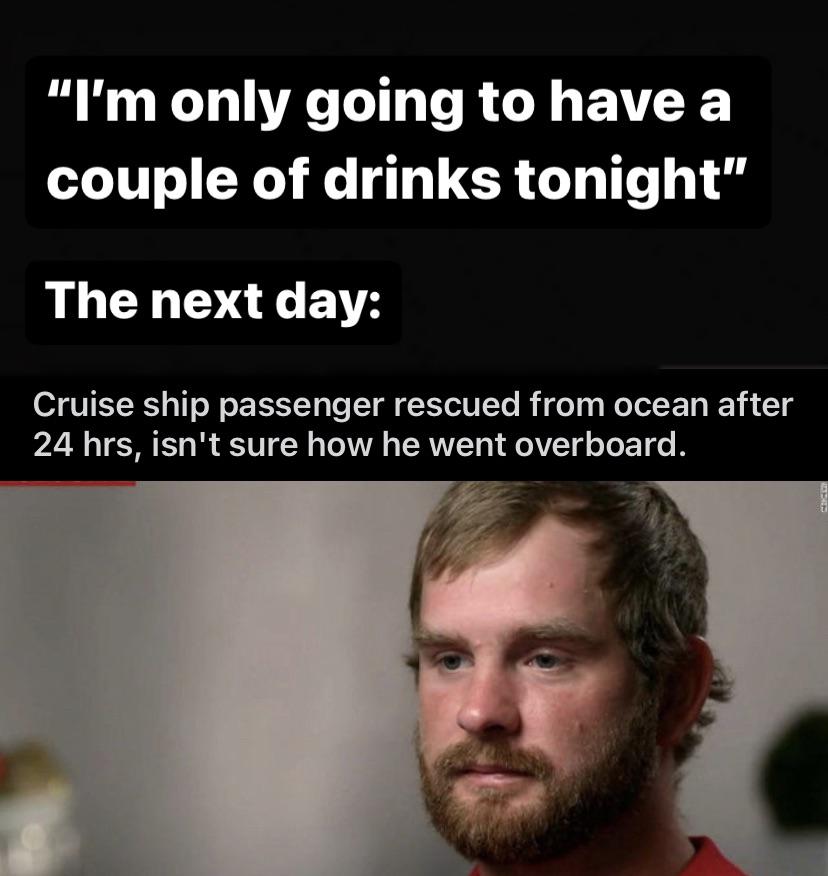 “I’m only going to have a
couple of drinks tonight”
The next day:
Cruise ship passenger rescued from ocean after
24 hrs, isn't sure how he went overboard.